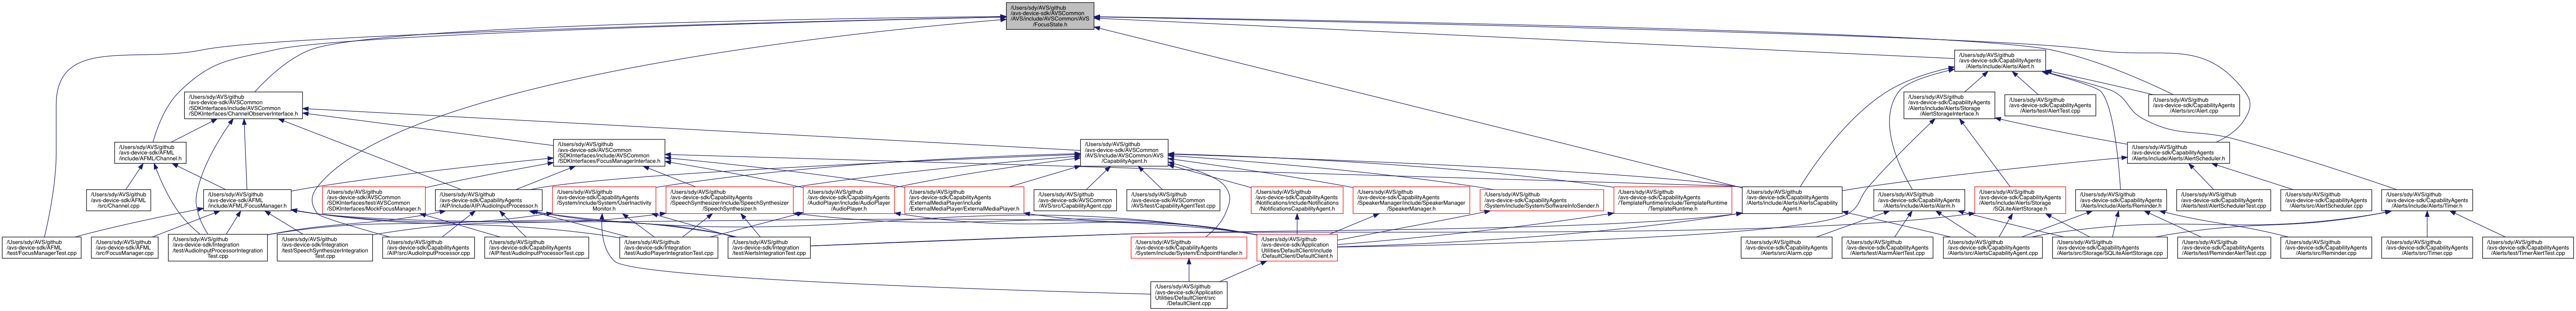 /Users/sdy/AVS/github
/avs-device-sdk/AVSCommon
/AVS/include/AVSCommon/AVS
/FocusState.h
/Users/sdy/AVS/github
/avs-device-sdk/CapabilityAgents
/Alerts/include/Alerts/Alert.h
/Users/sdy/AVS/github
/avs-device-sdk/AVSCommon
/SDKInterfaces/include/AVSCommon
/SDKInterfaces/ChannelObserverInterface.h
/Users/sdy/AVS/github
/avs-device-sdk/CapabilityAgents
/Alerts/include/Alerts/Storage
/AlertStorageInterface.h
/Users/sdy/AVS/github
/avs-device-sdk/CapabilityAgents
/Alerts/test/AlertTest.cpp
/Users/sdy/AVS/github
/avs-device-sdk/CapabilityAgents
/Alerts/src/Alert.cpp
/Users/sdy/AVS/github
/avs-device-sdk/AFML
/include/AFML/Channel.h
/Users/sdy/AVS/github
/avs-device-sdk/AVSCommon
/SDKInterfaces/include/AVSCommon
/SDKInterfaces/FocusManagerInterface.h
/Users/sdy/AVS/github
/avs-device-sdk/AVSCommon
/AVS/include/AVSCommon/AVS
/CapabilityAgent.h
/Users/sdy/AVS/github
/avs-device-sdk/CapabilityAgents
/Alerts/include/Alerts/AlertScheduler.h
/Users/sdy/AVS/github
/avs-device-sdk/AFML
/src/Channel.cpp
/Users/sdy/AVS/github
/avs-device-sdk/AFML
/include/AFML/FocusManager.h
/Users/sdy/AVS/github
/avs-device-sdk/AVSCommon
/SDKInterfaces/test/AVSCommon
/SDKInterfaces/MockFocusManager.h
/Users/sdy/AVS/github
/avs-device-sdk/CapabilityAgents
/AIP/include/AIP/AudioInputProcessor.h
/Users/sdy/AVS/github
/avs-device-sdk/CapabilityAgents
/System/include/System/UserInactivity
Monitor.h
/Users/sdy/AVS/github
/avs-device-sdk/CapabilityAgents
/SpeechSynthesizer/include/SpeechSynthesizer
/SpeechSynthesizer.h
/Users/sdy/AVS/github
/avs-device-sdk/CapabilityAgents
/AudioPlayer/include/AudioPlayer
/AudioPlayer.h
/Users/sdy/AVS/github
/avs-device-sdk/CapabilityAgents
/ExternalMediaPlayer/include
/ExternalMediaPlayer/ExternalMediaPlayer.h
/Users/sdy/AVS/github
/avs-device-sdk/AVSCommon
/AVS/src/CapabilityAgent.cpp
/Users/sdy/AVS/github
/avs-device-sdk/AVSCommon
/AVS/test/CapabilityAgentTest.cpp
/Users/sdy/AVS/github
/avs-device-sdk/CapabilityAgents
/Notifications/include/Notifications
/NotificationsCapabilityAgent.h
/Users/sdy/AVS/github
/avs-device-sdk/CapabilityAgents
/SpeakerManager/include/SpeakerManager
/SpeakerManager.h
/Users/sdy/AVS/github
/avs-device-sdk/CapabilityAgents
/System/include/System/SoftwareInfoSender.h
/Users/sdy/AVS/github
/avs-device-sdk/CapabilityAgents
/TemplateRuntime/include/TemplateRuntime
/TemplateRuntime.h
/Users/sdy/AVS/github
/avs-device-sdk/CapabilityAgents
/Alerts/include/Alerts/AlertsCapability
Agent.h
/Users/sdy/AVS/github
/avs-device-sdk/CapabilityAgents
/Alerts/include/Alerts/Alarm.h
/Users/sdy/AVS/github
/avs-device-sdk/CapabilityAgents
/Alerts/include/Alerts/Storage
/SQLiteAlertStorage.h
/Users/sdy/AVS/github
/avs-device-sdk/CapabilityAgents
/Alerts/include/Alerts/Reminder.h
/Users/sdy/AVS/github
/avs-device-sdk/CapabilityAgents
/Alerts/test/AlertSchedulerTest.cpp
/Users/sdy/AVS/github
/avs-device-sdk/CapabilityAgents
/Alerts/src/AlertScheduler.cpp
/Users/sdy/AVS/github
/avs-device-sdk/CapabilityAgents
/Alerts/include/Alerts/Timer.h
/Users/sdy/AVS/github
/avs-device-sdk/AFML
/test/FocusManagerTest.cpp
/Users/sdy/AVS/github
/avs-device-sdk/AFML
/src/FocusManager.cpp
/Users/sdy/AVS/github
/avs-device-sdk/Integration
/test/AudioInputProcessorIntegration
Test.cpp
/Users/sdy/AVS/github
/avs-device-sdk/Integration
/test/SpeechSynthesizerIntegration
Test.cpp
/Users/sdy/AVS/github
/avs-device-sdk/CapabilityAgents
/AIP/src/AudioInputProcessor.cpp
/Users/sdy/AVS/github
/avs-device-sdk/CapabilityAgents
/AIP/test/AudioInputProcessorTest.cpp
/Users/sdy/AVS/github
/avs-device-sdk/Integration
/test/AudioPlayerIntegrationTest.cpp
/Users/sdy/AVS/github
/avs-device-sdk/Integration
/test/AlertsIntegrationTest.cpp
/Users/sdy/AVS/github
/avs-device-sdk/CapabilityAgents
/System/include/System/EndpointHandler.h
/Users/sdy/AVS/github
/avs-device-sdk/Application
Utilities/DefaultClient/include
/DefaultClient/DefaultClient.h
/Users/sdy/AVS/github
/avs-device-sdk/CapabilityAgents
/Alerts/src/Alarm.cpp
/Users/sdy/AVS/github
/avs-device-sdk/CapabilityAgents
/Alerts/test/AlarmAlertTest.cpp
/Users/sdy/AVS/github
/avs-device-sdk/CapabilityAgents
/Alerts/src/AlertsCapabilityAgent.cpp
/Users/sdy/AVS/github
/avs-device-sdk/CapabilityAgents
/Alerts/src/Storage/SQLiteAlertStorage.cpp
/Users/sdy/AVS/github
/avs-device-sdk/CapabilityAgents
/Alerts/test/ReminderAlertTest.cpp
/Users/sdy/AVS/github
/avs-device-sdk/CapabilityAgents
/Alerts/src/Reminder.cpp
/Users/sdy/AVS/github
/avs-device-sdk/CapabilityAgents
/Alerts/src/Timer.cpp
/Users/sdy/AVS/github
/avs-device-sdk/CapabilityAgents
/Alerts/test/TimerAlertTest.cpp
/Users/sdy/AVS/github
/avs-device-sdk/Application
Utilities/DefaultClient/src
/DefaultClient.cpp